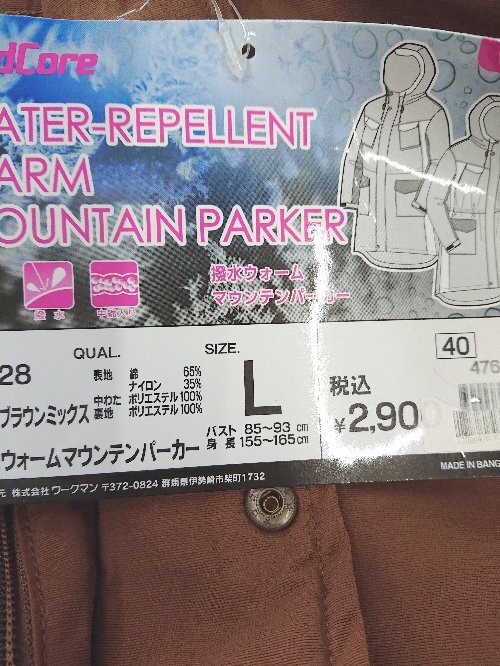 dCore
ATER-REPELLENT
ARM
OUNTAIN PARKER
撥水ウォーム
マウンテンパーカー
撥水
中綿入り
QUAL.
SIZE.
28
表地 綿 65%
ナイロン 35%
中わた ポリエステル 100%
裏地 ポリエステル 100%
ブラウンミックス
L
バスト 85~93 cm
身長 155~165 cm
ウォームマウンテンパーカー
税込
¥2,90
40
476
MADE IN BANG
元 株式会社ワークマン 〒372-0824 群馬県伊勢崎市柴町1732